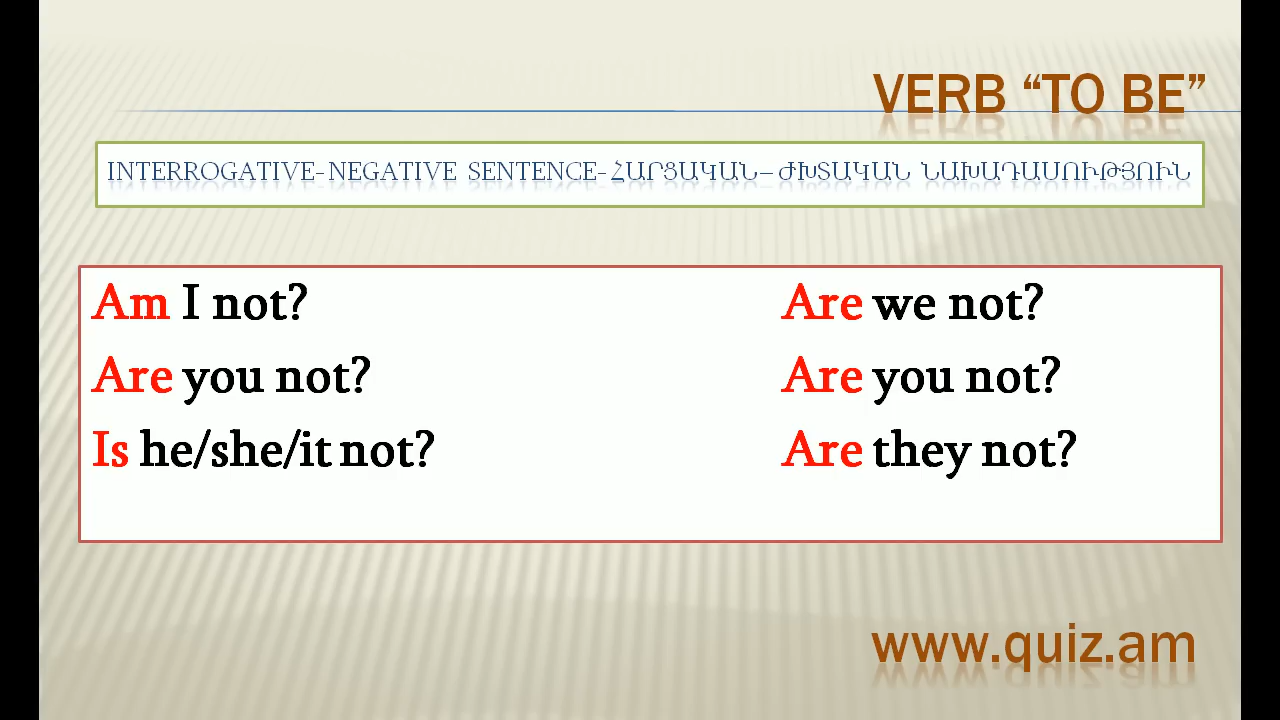 VERB “TO BE”
INTERROGATIVE-NEGATIVE SENTENCE-ՀԱՐՑԱԿԱՆ–ԺԽՏԱԿԱՆ ՆԱԽԱԴԱՍՈՒԹՅՈՒՆ
Am I not?
Are you not?
Is he/she/it not?
Are we not?
Are you not?
Are they not?
www.quiz.am